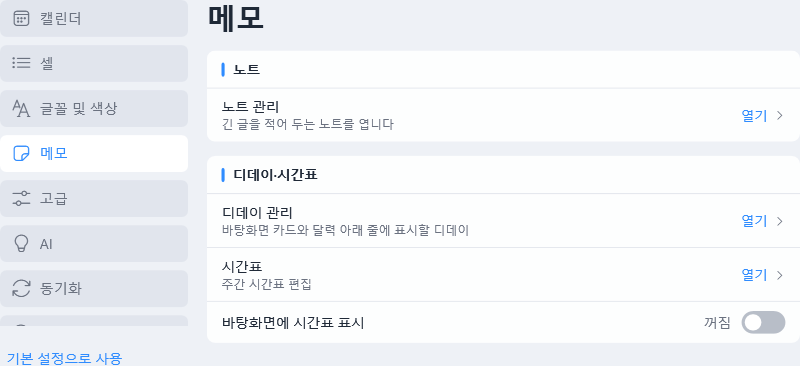 캘린더
셀
글꼴 및 색상
메모
고급
AI
동기화
기본 설정으로 사용
메모
노트
노트 관리
긴 글을 적어 두는 노트를 엽니다
열기
디데이·시간표
디데이 관리
바탕화면 카드와 달력 아래 줄에 표시할 디데이
열기
시간표
주간 시간표 편집
열기
바탕화면에 시간표 표시
꺼짐